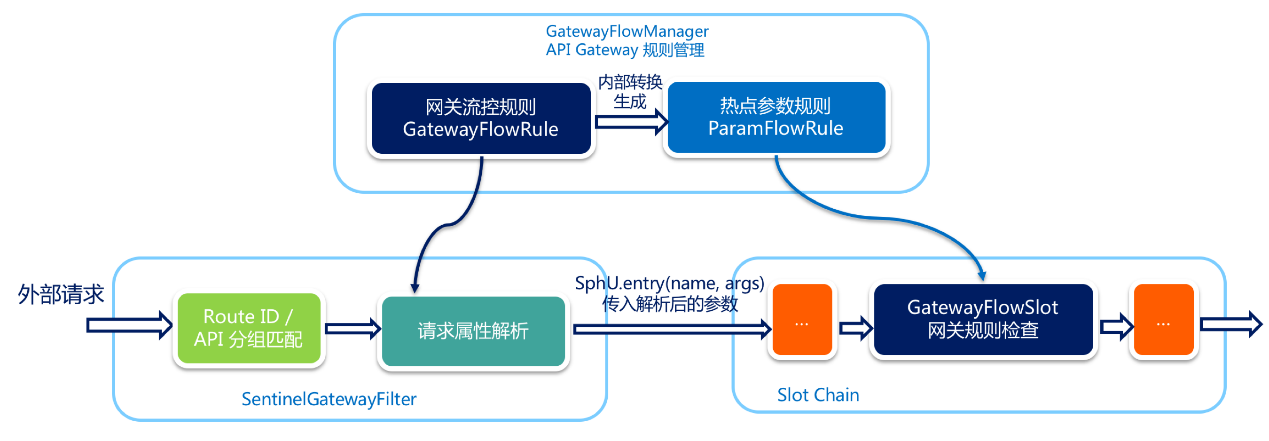 GatewayFlowManager
API Gateway 规则管理
网关流控规则
GatewayFlowRule
内部转换
生成
热点参数规则
ParamFlowRule
外部请求
Route ID /
API 分组匹配
请求属性解析
SentinelGatewayFilter
SphU.entry(name, args)
传入解析后的参数
...
GatewayFlowSlot
网关规则检查
...
Slot Chain